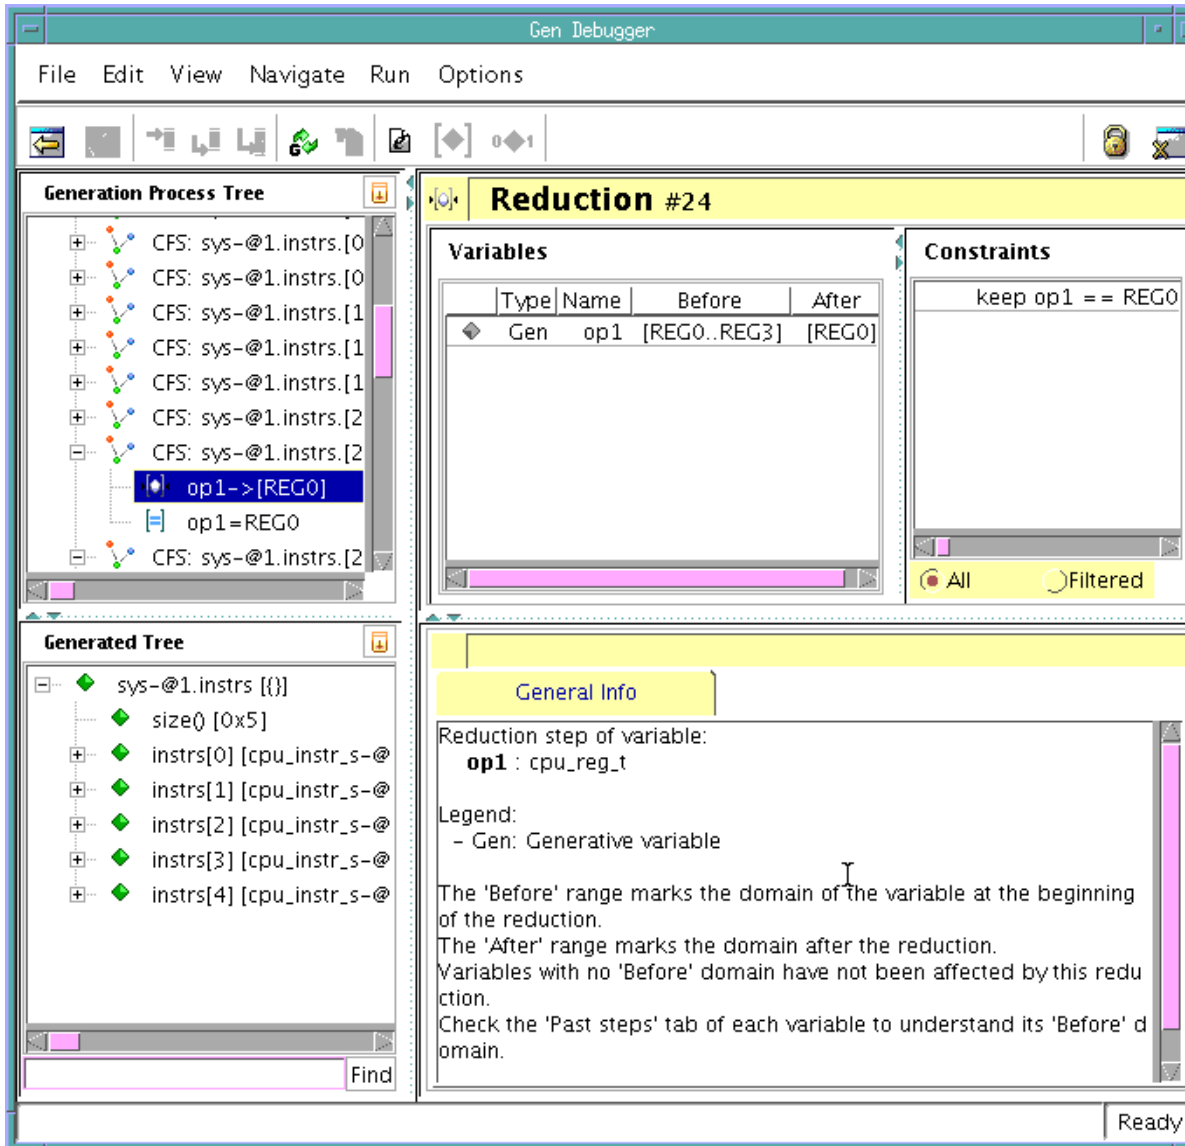 Gen Debugger
File Edit View Navigate Run Options
Generation Process Tree
CFS: sys-@1.instrs.[0
CFS: sys-@1.instrs.[0
CFS: sys-@1.instrs.[1
CFS: sys-@1.instrs.[1
CFS: sys-@1.instrs.[1
CFS: sys-@1.instrs.[2
CFS: sys-@1.instrs.[2
op1->[REG0]
op1=REG0
CFS: sys-@1.instrs.[2
Reduction #24
Variables
Type Name Before After
Gen op1 [REG0..REG3] [REG0]
Constraints
keep op1 == REG0
All Filtered
Generated Tree
sys-@1.instrs [{}]
size() [0x5]
instrs[0] [cpu_instr_s-@
instrs[1] [cpu_instr_s-@
instrs[2] [cpu_instr_s-@
instrs[3] [cpu_instr_s-@
instrs[4] [cpu_instr_s-@
Find
General Info
Reduction step of variable:
op1 : cpu_reg_t
Legend:
- Gen: Generative variable
The 'Before' range marks the domain of the variable at the beginning
of the reduction.
The 'After' range marks the domain after the reduction.
Variables with no 'Before' domain have not been affected by this redu
ction.
Check the 'Past steps' tab of each variable to understand its 'Before' d
omain.
Ready